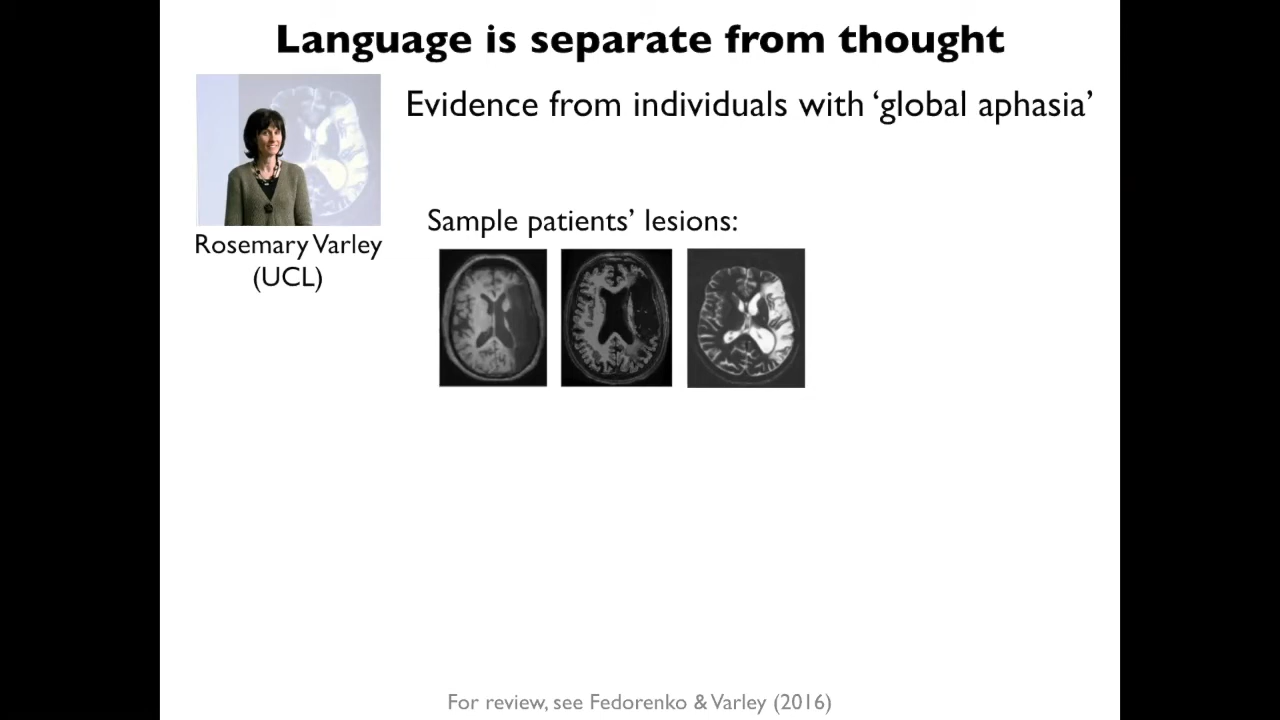 Language is separate from thought
Evidence from individuals with ‘global aphasia’
Rosemary Varley
(UCL)
Sample patients’ lesions:
For review, see Fedorenko & Varley (2016)